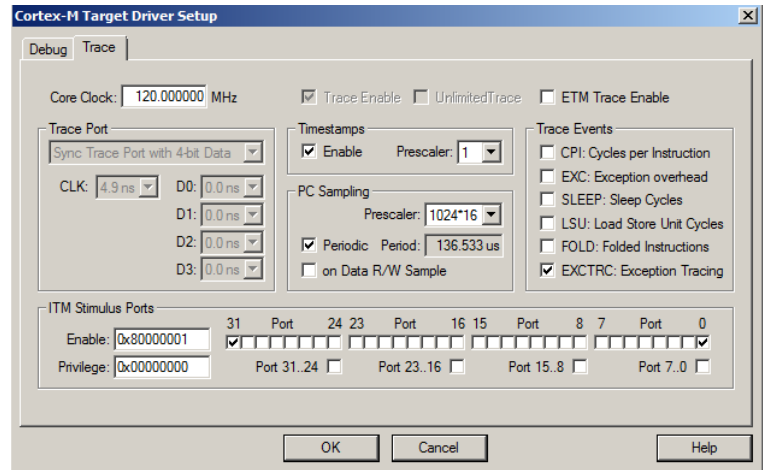 Cortex-M Target Driver Setup
Debug Trace
Core Clock: 120.000000 MHz Trace Enable UnlimitedTrace ETM Trace Enable
Trace Port
Sync Trace Port with 4-bit Data
CLK: 4.9 ns D0: 0.0 ns
D1: 0.0 ns
D2: 0.0 ns
D3: 0.0 ns
Timestamps
Enable Prescaler: 1
PC Sampling
Prescaler: 1024*16
Periodic Period: 136.533 us
on Data R/W Sample
Trace Events
CPI: Cycles per Instruction
EXC: Exception overhead
SLEEP: Sleep Cycles
LSU: Load Store Unit Cycles
FOLD: Folded Instructions
EXCTRC: Exception Tracing
ITM Stimulus Ports
31 Port 24 23 Port 16 15 Port 8 7 Port 0
Enable: 0x80000001
Privilege: 0x00000000 Port 31..24 Port 23..16 Port 15..8 Port 7..0
OK Cancel Help